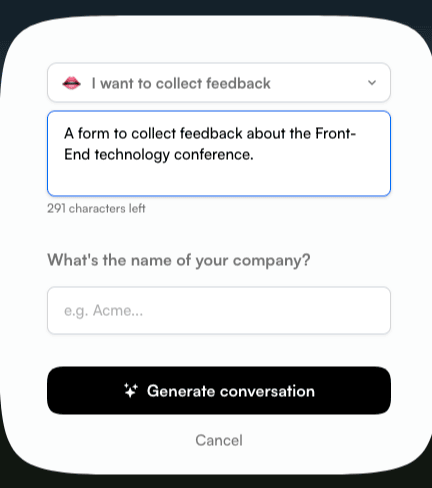 I want to collect feedback
A form to collect feedback about the Front-
End technology conference.
291 characters left
What's the name of your company?
e.g. Acme...
Generate conversation
Cancel